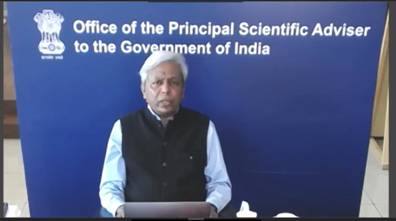 Office of the Principal Scientific Adviser
to the Government of India